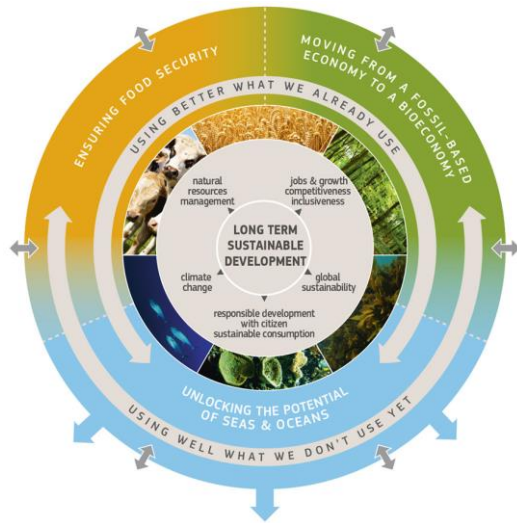 ENSURING FOOD SECURITY
MOVING FROM A FOSSIL-BASED
ECONOMY TO A BIOECONOMY
USING BETTER WHAT WE ALREADY USE
natural
resources
management
jobs & growth
competitiveness
inclusiveness
LONG TERM
SUSTAINABLE
DEVELOPMENT
climate
change
global
sustainability
responsible development
with citizen
sustainable consumption
UNLOCKING THE POTENTIAL
OF SEAS & OCEANS
USING WELL WHAT WE DON'T USE YET